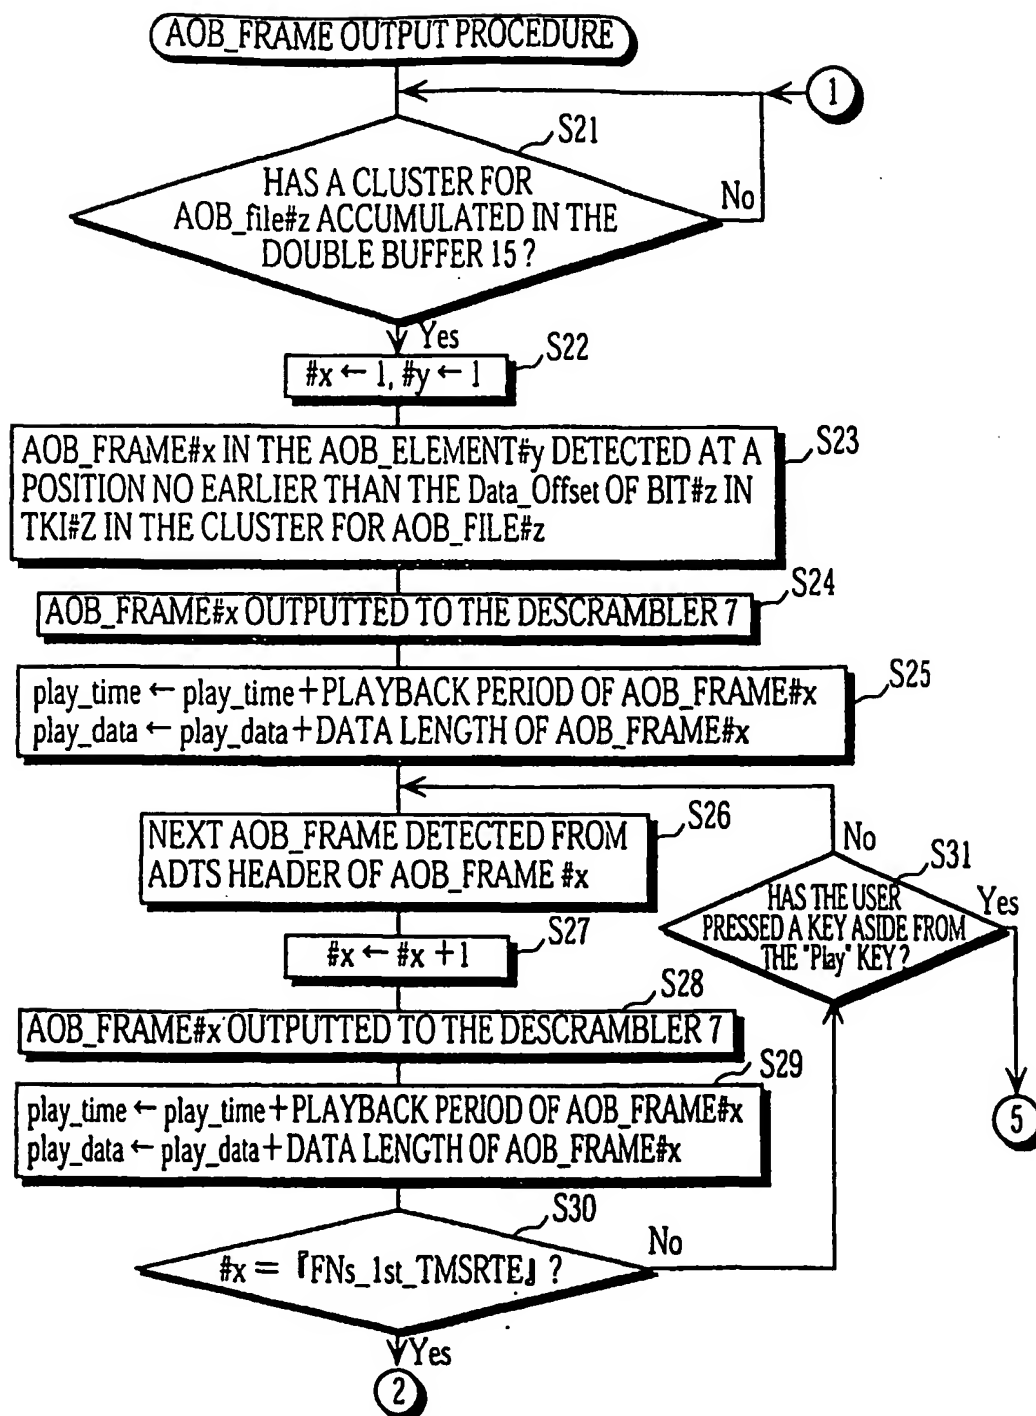 AOB_FRAME OUTPUT PROCEDURE
1
S21
HAS A CLUSTER FOR
AOB_file#z ACCUMULATED IN THE
DOUBLE BUFFER 15 ?
No
Yes
S22
#x ← 1, #y ← 1
S23
AOB_FRAME#x IN THE AOB_ELEMENT#y DETECTED AT A
POSITION NO EARLIER THAN THE Data_Offset OF BIT#z IN
TKI#Z IN THE CLUSTER FOR AOB_FILE#z
S24
AOB_FRAME#x OUTPUTTED TO THE DESCRAMBLER 7
S25
play_time ← play_time+PLAYBACK PERIOD OF AOB_FRAME#x
play_data ← play_data+DATA LENGTH OF AOB_FRAME#x
S26
NEXT AOB_FRAME DETECTED FROM
ADTS HEADER OF AOB_FRAME #x
No
S31
HAS THE USER
PRESSED A KEY ASIDE FROM
THE "Play" KEY ?
Yes
S27
#x ← #x +1
S28
AOB_FRAME#x OUTPUTTED TO THE DESCRAMBLER 7
S29
play_time ← play_time+PLAYBACK PERIOD OF AOB_FRAME#x
play_data ← play_data+DATA LENGTH OF AOB_FRAME#x
5
S30
#x = 『FNs_1st_TMSRTE』 ?
No
Yes
2